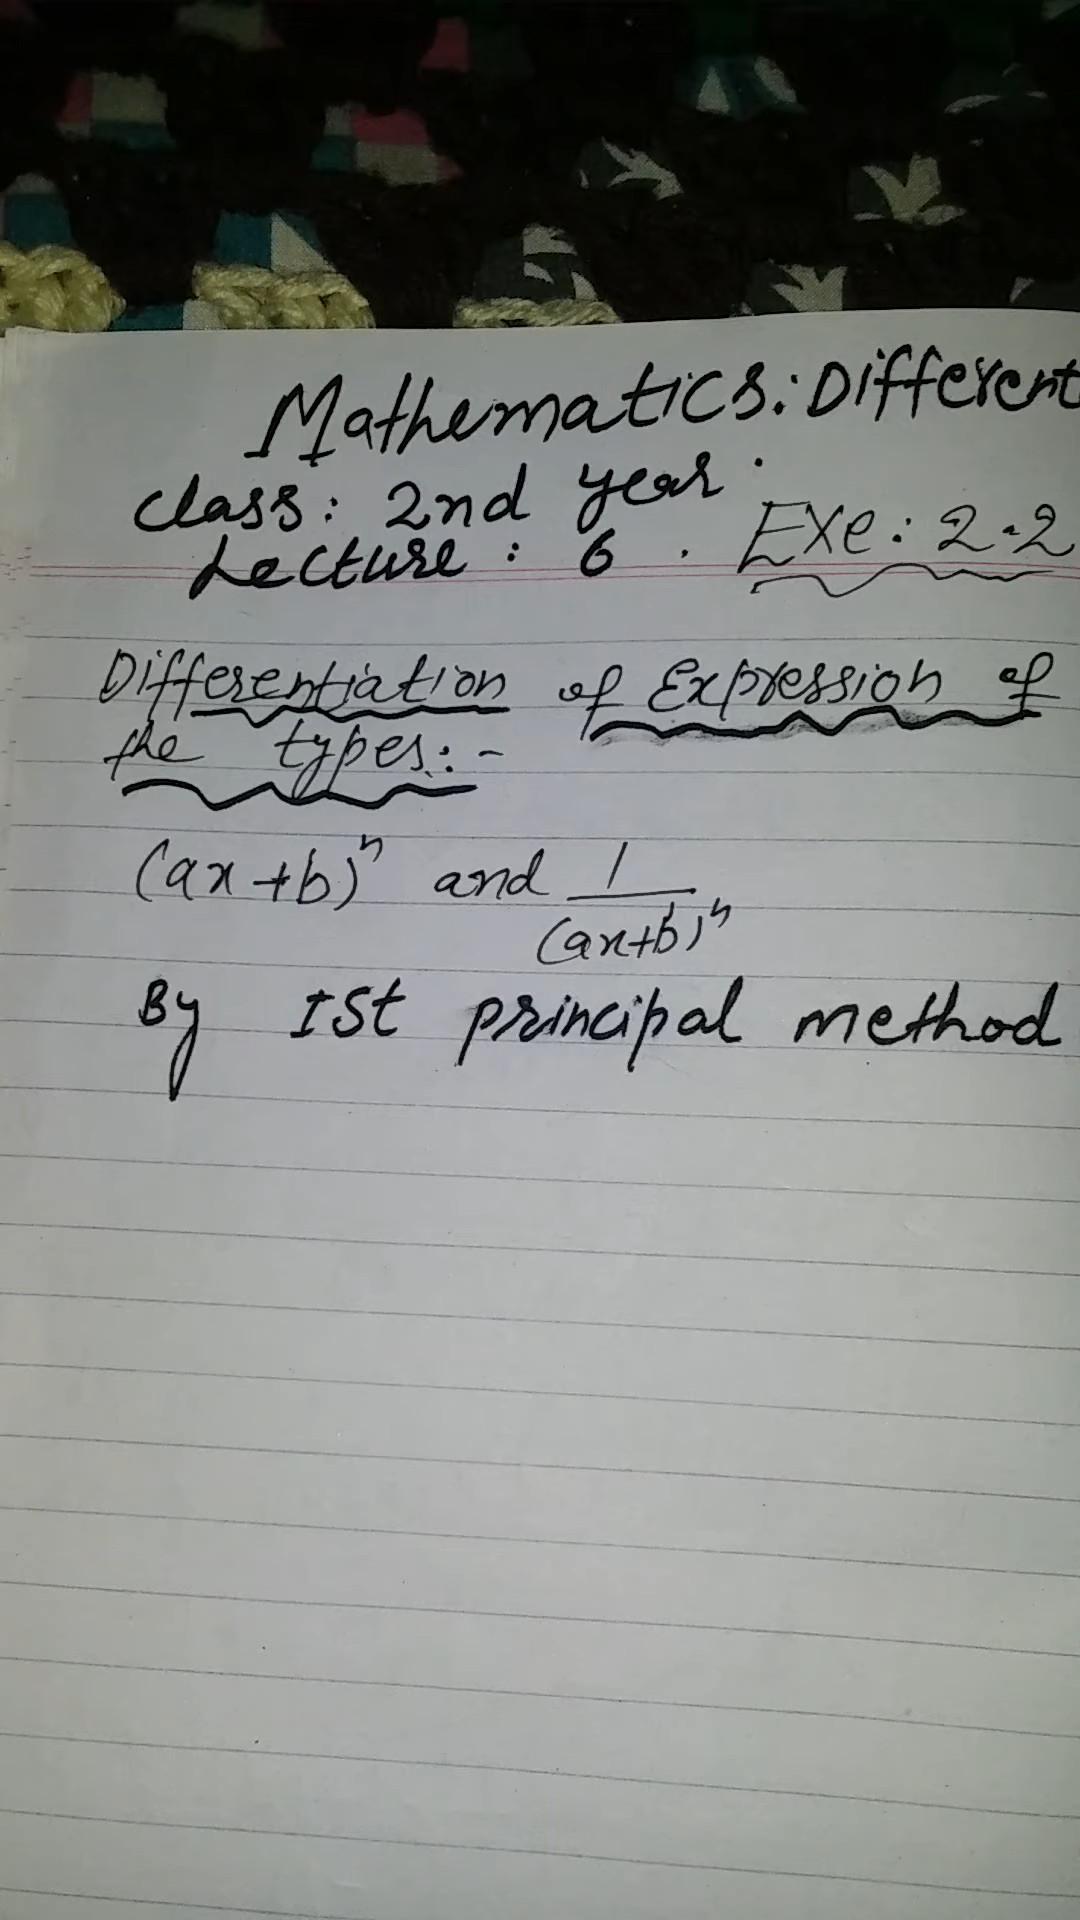 Mathematics: Different
class: 2nd year.
Lecture: 6. Exe: 2.2
Differentiation of Expression of
the types:-
(ax+b)ⁿ and 1/(ax+b)ⁿ
By Ist principal method